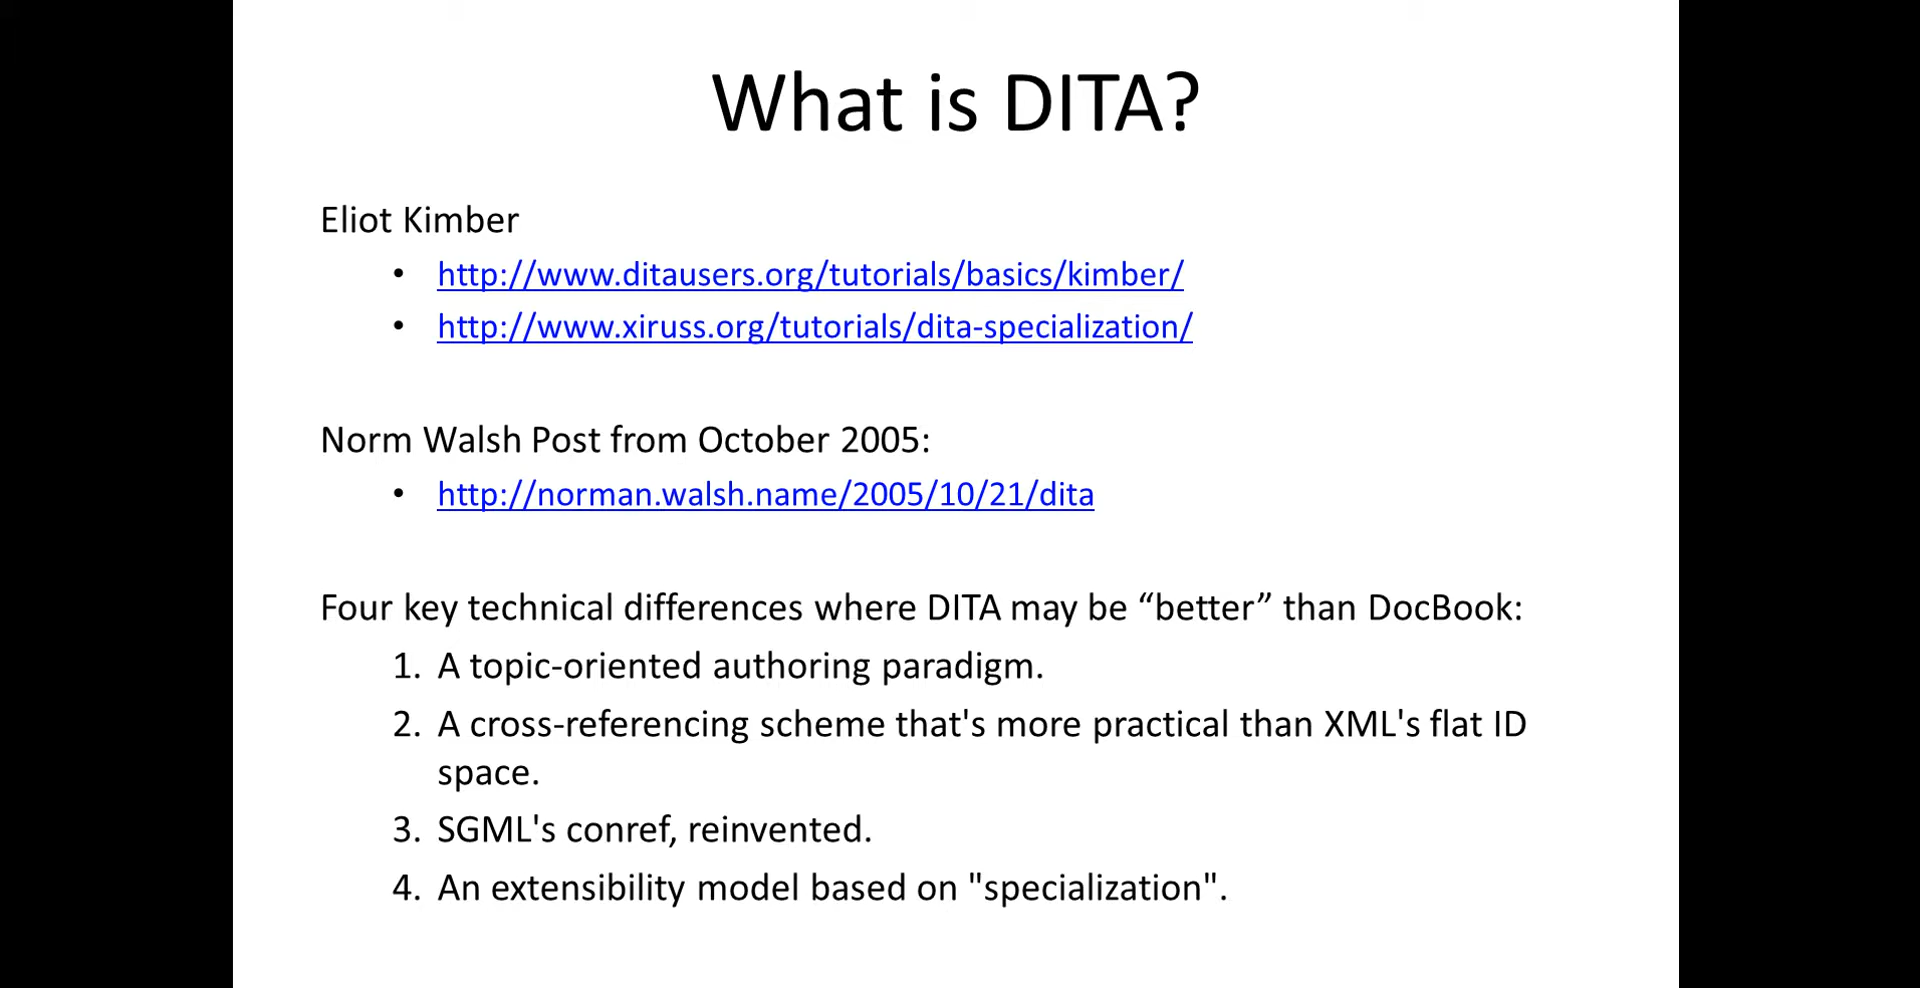 What is DITA?
Eliot Kimber
• http://www.ditausers.org/tutorials/basics/kimber/
• http://www.xiruss.org/tutorials/dita-specialization/
Norm Walsh Post from October 2005:
• http://norman.walsh.name/2005/10/21/dita
Four key technical differences where DITA may be “better” than DocBook:
1. A topic-oriented authoring paradigm.
2. A cross-referencing scheme that's more practical than XML's flat ID
space.
3. SGML's conref, reinvented.
4. An extensibility model based on "specialization".